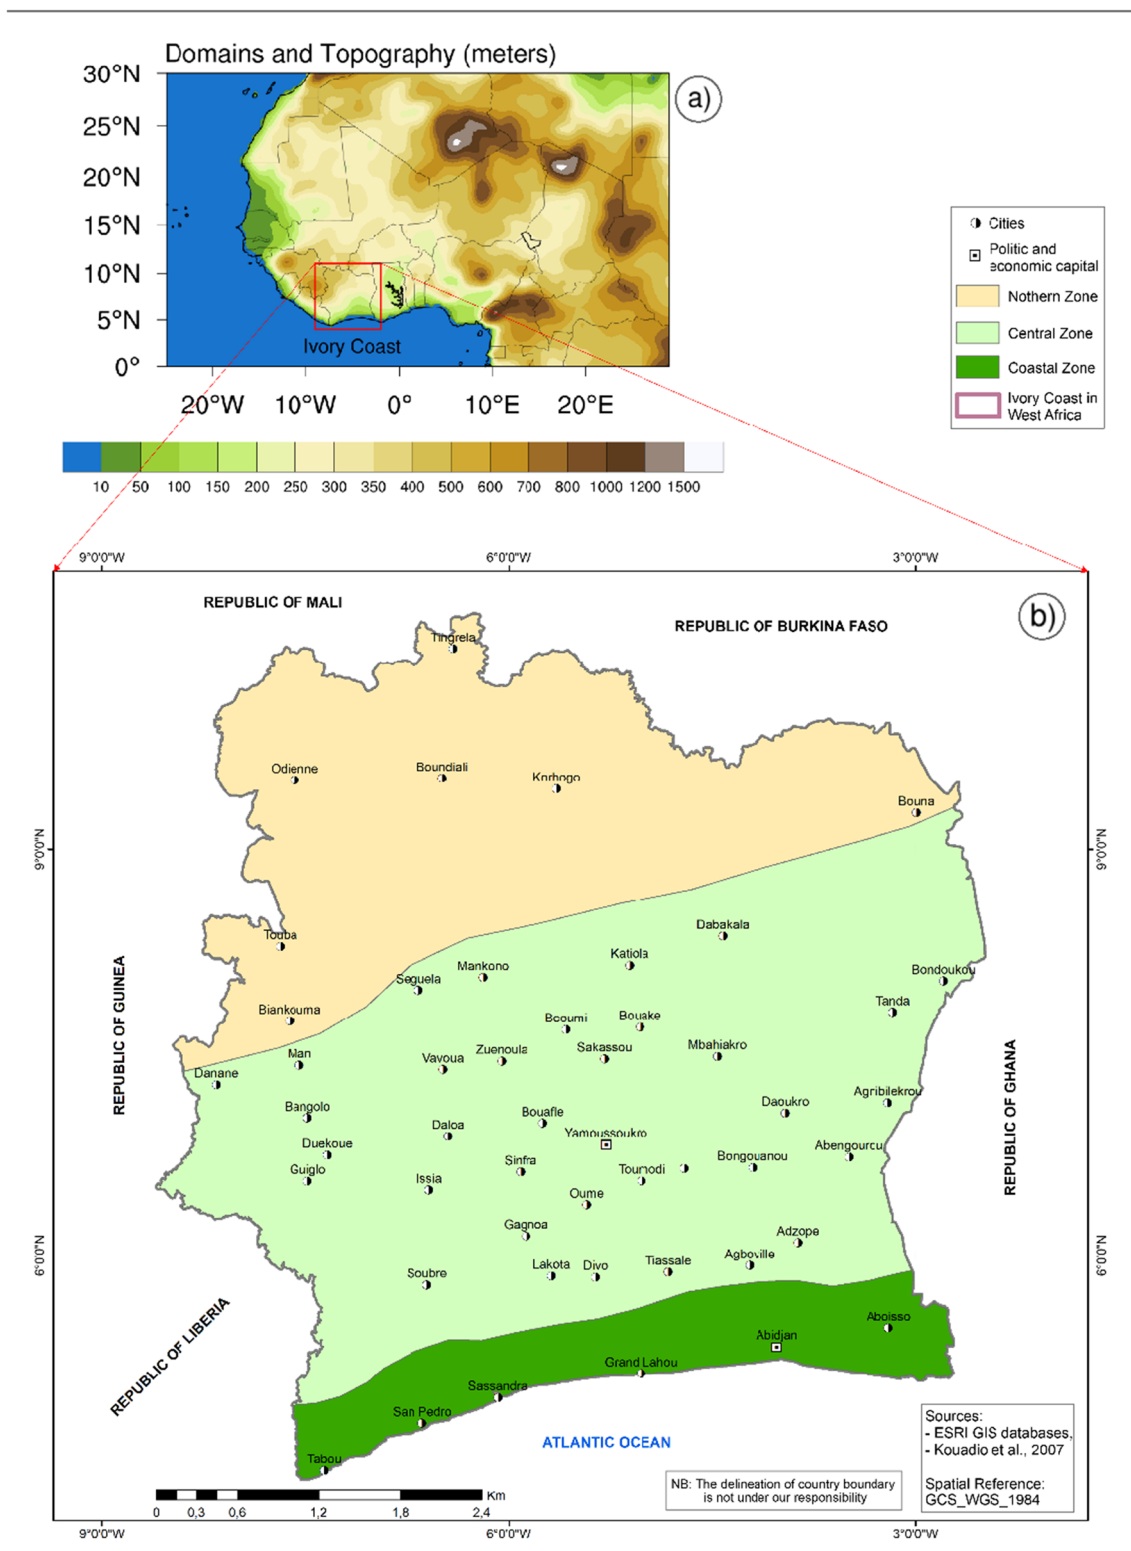 Domains and Topography (meters)
a)
30°N
25°N
20°N
15°N
10°N
5°N
0°
Ivory Coast
20°W 10°W 0° 10°E 20°E
10 50 100 150 200 250 300 350 400 500 600 700 800 1000 1200 1500
Cities
Politic and
economic capital
Nothern Zone
Central Zone
Coastal Zone
Ivory Coast in
West Africa
9°0'0"W 6°0'0"W 3°0'0"W
b)
REPUBLIC OF MALI
REPUBLIC OF BURKINA FASO
Tingrela
Odienne
Boundiali
Korhogo
Bouna
9°0'0"N
9°0'0"N
Touba
Dabakala
Katiola
Mankono
Seguela
Bondoukou
REPUBLIC OF GUINEA
Tanda
Biankouma
Beoumi
Bouake
Sakassou
Mbahiakro
Man
Zuenoula
Vavoua
Danane
Agribilekrou
Daoukro
Bangolo
Bouafle
Daloa
Yamoussoukro
REPUBLIC OF GHANA
Duekoue
Abengourou
Guiglo
Sinfra
Toumodi
Bongouanou
Issia
Oume
Gagnoa
Adzope
6°0'0"N
6°0'0"N
Agboville
Tiassale
Lakota
Divo
Soubre
REPUBLIC OF LIBERIA
Aboisso
Abidjan
Grand Lahou
Sassandra
San Pedro
Tabou
ATLANTIC OCEAN
Sources:
- ESRI GIS databases,
- Kouadio et al., 2007
Spatial Reference:
GCS_WGS_1984
NB: The delineation of country boundary
is not under our responsibility
Km
0 0,3 0,6 1,2 1,8 2,4
9°0'0"W 6°0'0"W 3°0'0"W